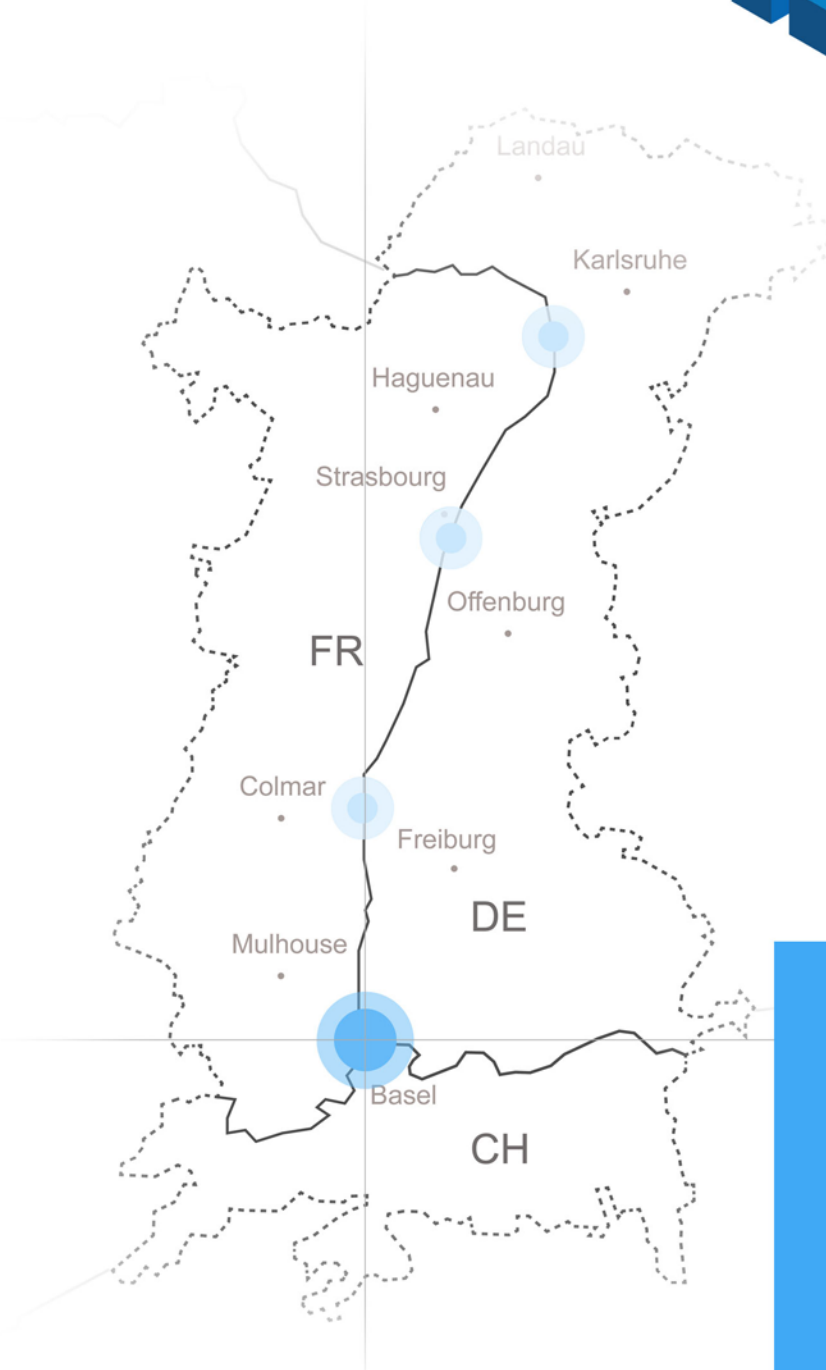 Landau
Karlsruhe
Haguenau
Strasbourg
Offenburg
FR
Colmar
Freiburg
DE
Mulhouse
Basel
CH